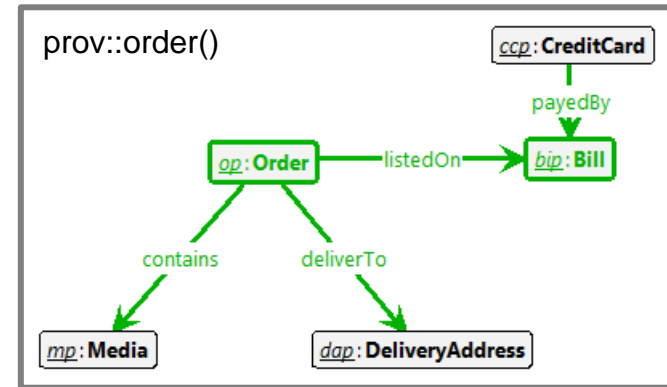 prov::order()
ccp:CreditCard
payedBy
op:Order
listedOn
bip:Bill
contains
deliverTo
mp:Media
dap:DeliveryAddress